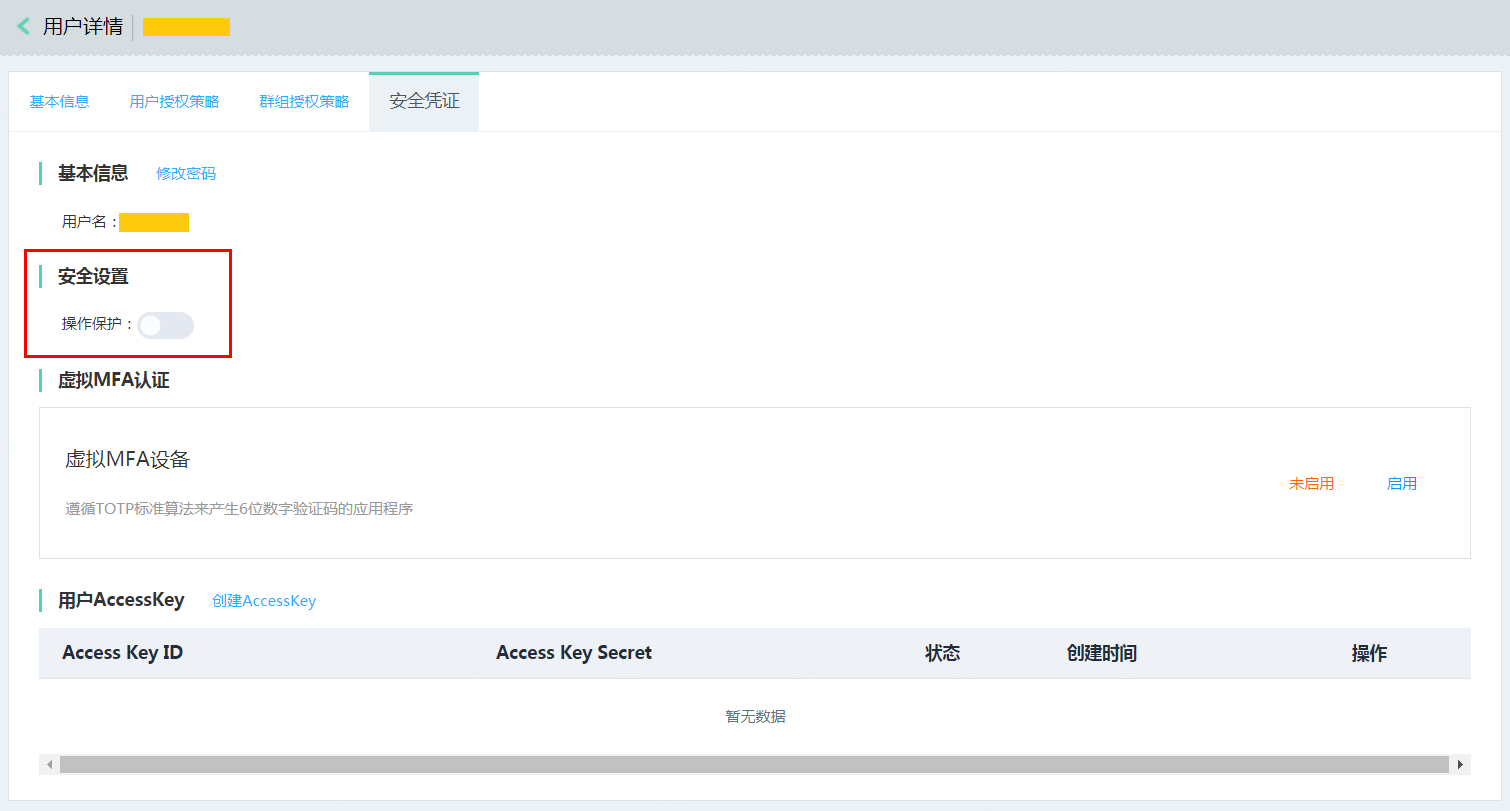 用户详情
基本信息 用户授权策略 群组授权策略 安全凭证
基本信息 修改密码
用户名：
安全设置
操作保护：
虚拟MFA认证
虚拟MFA设备
遵循TOTP标准算法来产生6位数字验证码的应用程序
未启用 启用
用户AccessKey 创建AccessKey
Access Key ID Access Key Secret 状态 创建时间 操作
暂无数据